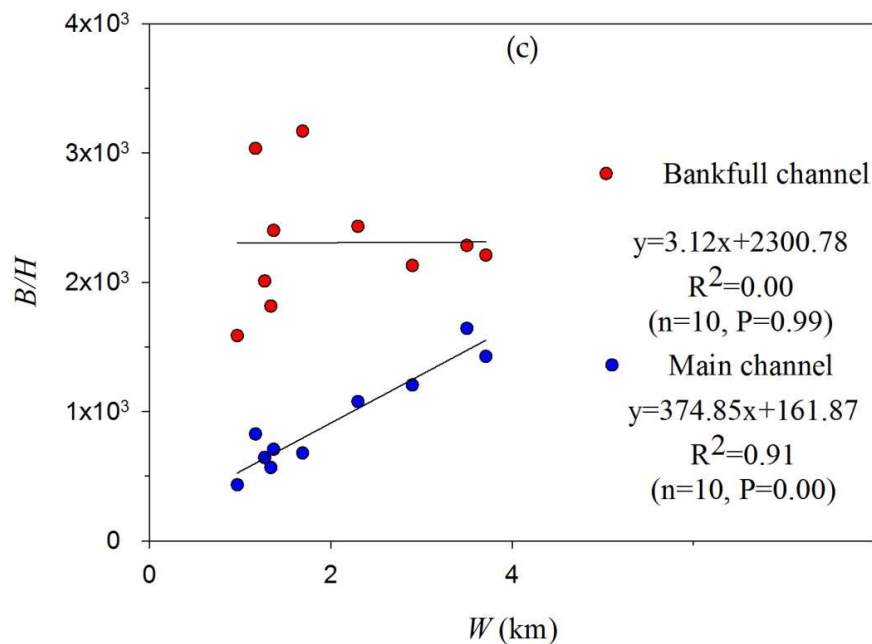 (c)
4x10³
3x10³
2x10³
1x10³
0
B/H
0
2
4
W (km)
Bankfull channel
y=3.12x+2300.78
R²=0.00
(n=10, P=0.99)
Main channel
y=374.85x+161.87
R²=0.91
(n=10, P=0.00)